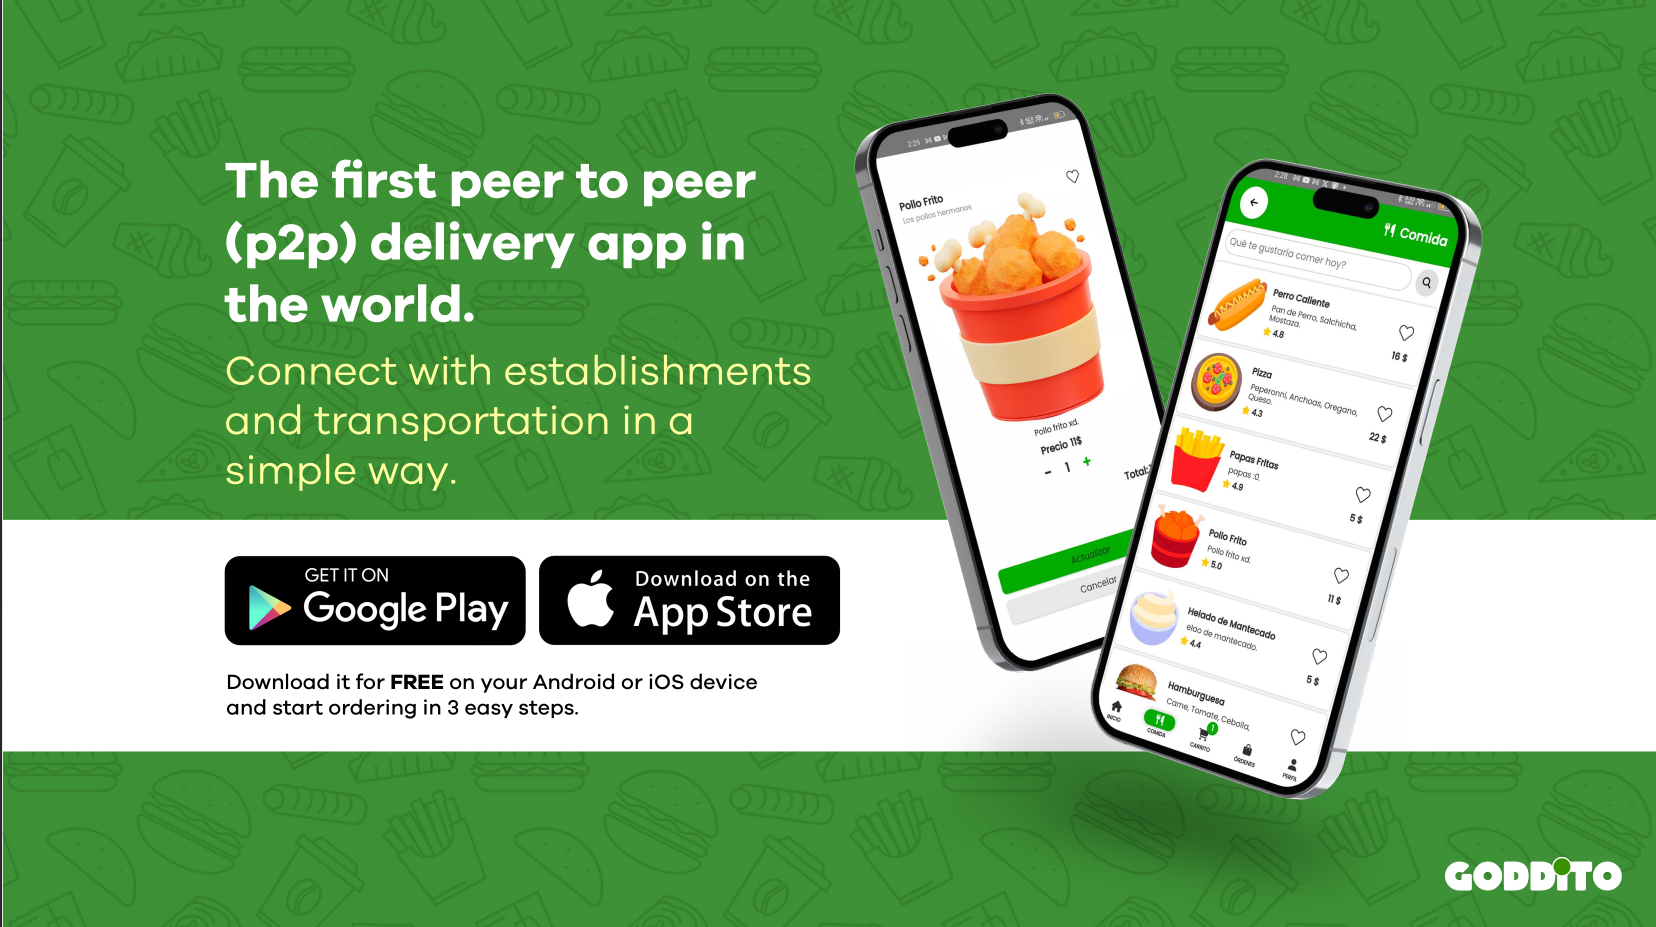 The first peer to peer
(p2p) delivery app in
the world.
Connect with establishments
and transportation in a
simple way.
GET IT ON
Google Play
Download on the
App Store
Download it for FREE on your Android or iOS device
and start ordering in 3 easy steps.
2:29
Pollo Frito
Los pollos hermanos
Pollo frito xd.
Precio 11$
- 1 +
Total:
Actualizar
Cancelar
2:28
Comida
Qué te gustaría comer hoy?
Perro Caliente
Pan de Perro, Salchicha,
Mostaza.
4.8
16 $
Pizza
Peperonni, Anchoas, Oregano,
Queso.
4.3
22 $
Papas Fritas
papas :0.
4.9
5 $
Pollo Frito
Pollo frito xd.
5.0
11 $
Helado de Mantecado
elao de mantecado.
4.4
5 $
Hamburguesa
Carne, Tomate, Cebolla,
INICIO
COMIDA
1
CARRITO
ÓRDENES
PERFIL
GODDiTO